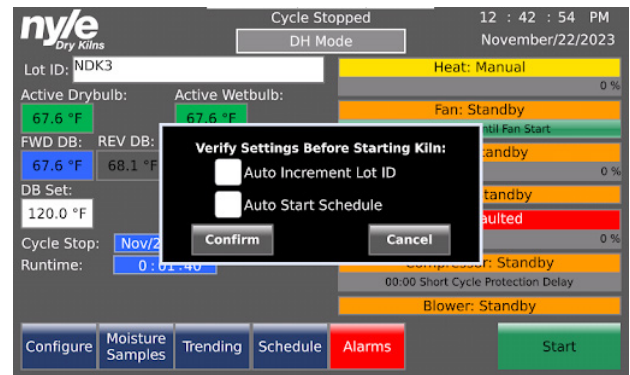 nyle
Dry Kilns
Cycle Stopped
12 : 42 : 54 PM
DH Mode
November/22/2023
Lot ID: NDK3
Heat: Manual
0 %
Active Drybulb:
Active Wetbulb:
67.6 °F
67.6 °F
Fan: Standby
ntil Fan Start
FWD DB:
REV DB:
67.6 °F
68.1 °F
andby
0 %
DB Set:
120.0 °F
tandby
aulted
0 %
Verify Settings Before Starting Kiln:
Auto Increment Lot ID
Auto Start Schedule
Confirm
Cancel
Cycle Stop: Nov/2
Runtime: 0 : 01 : 40
Compressor: Standby
00:00 Short Cycle Protection Delay
Blower: Standby
Configure
Moisture
Samples
Trending
Schedule
Alarms
Start